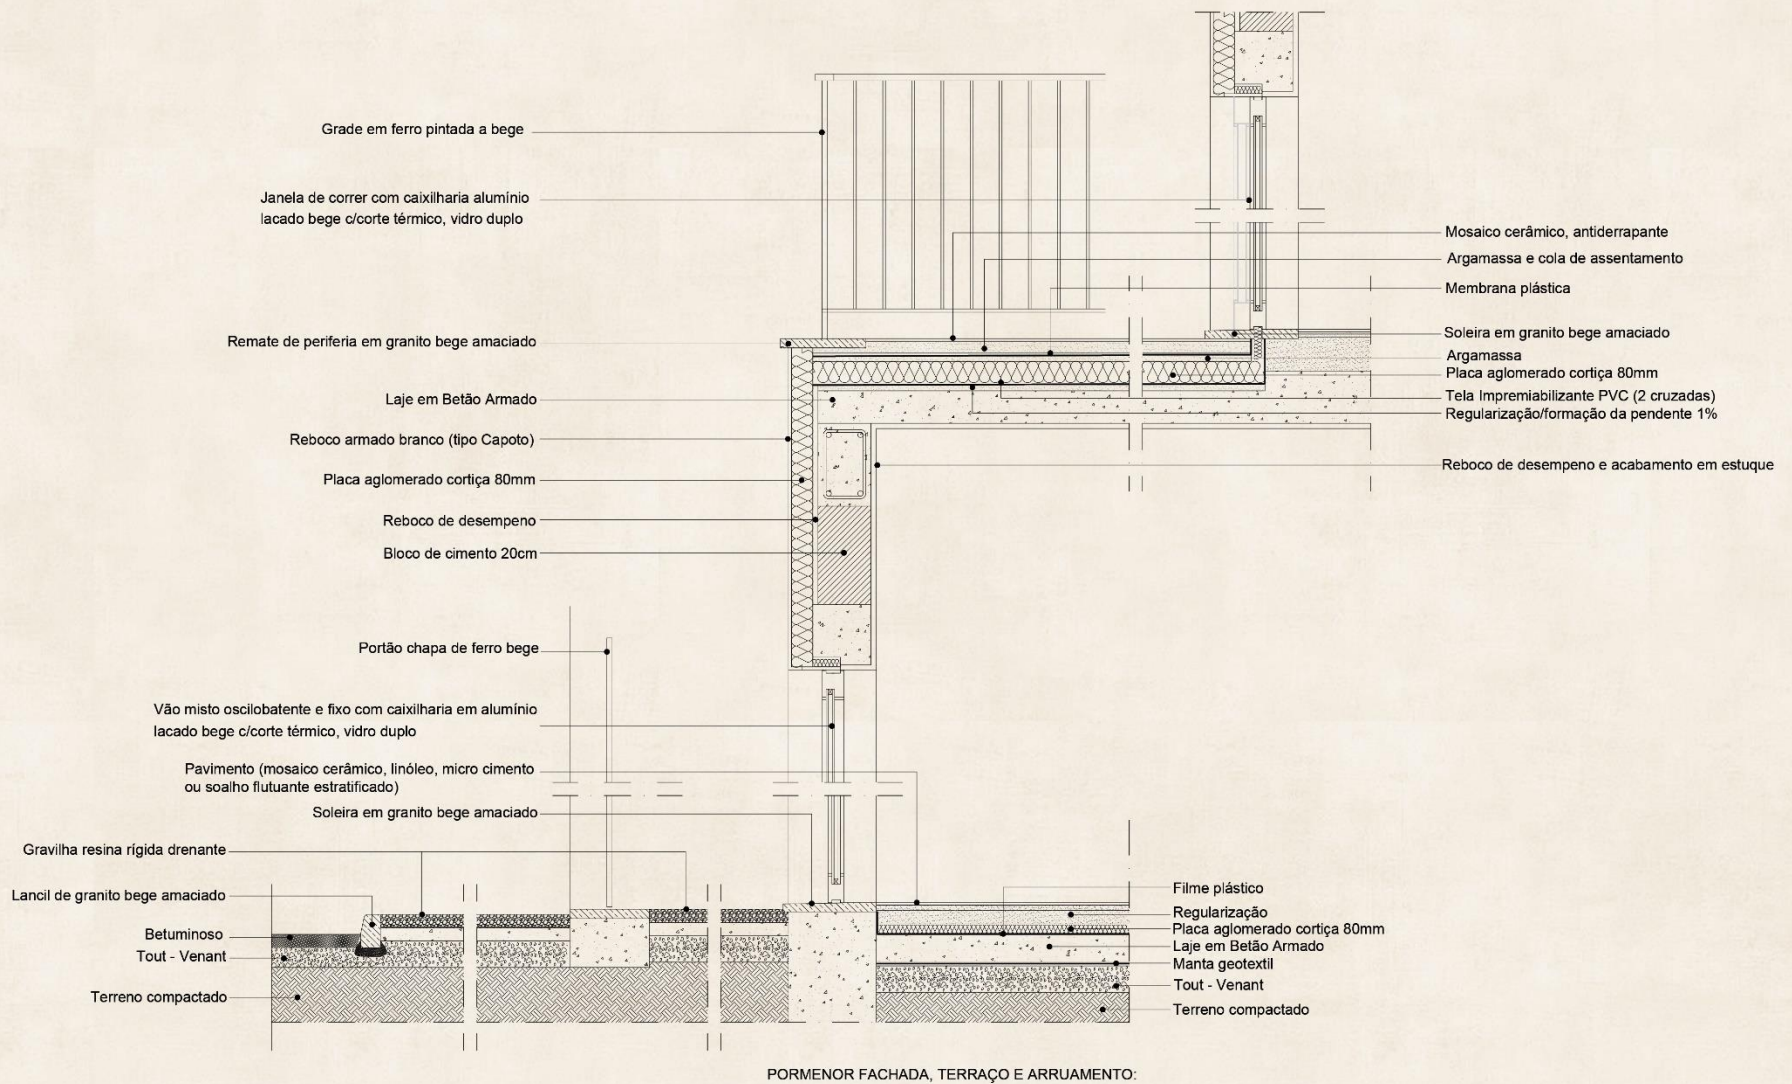 Grade em ferro pintada a bege
Janela de correr com caixilharia alumínio
lacado bege c/corte térmico, vidro duplo
Remate de periferia em granito bege amaciado
Laje em Betão Armado
Reboco armado branco (tipo Capoto)
Placa aglomerado cortiça 80mm
Reboco de desempeno
Bloco de cimento 20cm
Portão chapa de ferro bege
Vão misto oscilobatente e fixo com caixilharia em alumínio
lacado bege c/corte térmico, vidro duplo
Pavimento (mosaico cerâmico, linóleo, micro cimento
ou soalho flutuante estratificado)
Soleira em granito bege amaciado
Gravilha resina rígida drenante
Lancil de granito bege amaciado
Betuminoso
Tout - Venant
Terreno compactado
Mosaico cerâmico, antiderrapante
Argamassa e cola de assentamento
Membrana plástica
Soleira em granito bege amaciado
Argamassa
Placa aglomerado cortiça 80mm
Tela Impremiabilizante PVC (2 cruzadas)
Regularização/formação da pendente 1%
Reboco de desempeno e acabamento em estuque
Filme plástico
Regularização
Placa aglomerado cortiça 80mm
Laje em Betão Armado
Manta geotextil
Tout - Venant
Terreno compactado
PORMENOR FACHADA, TERRAÇO E ARRUAMENTO: